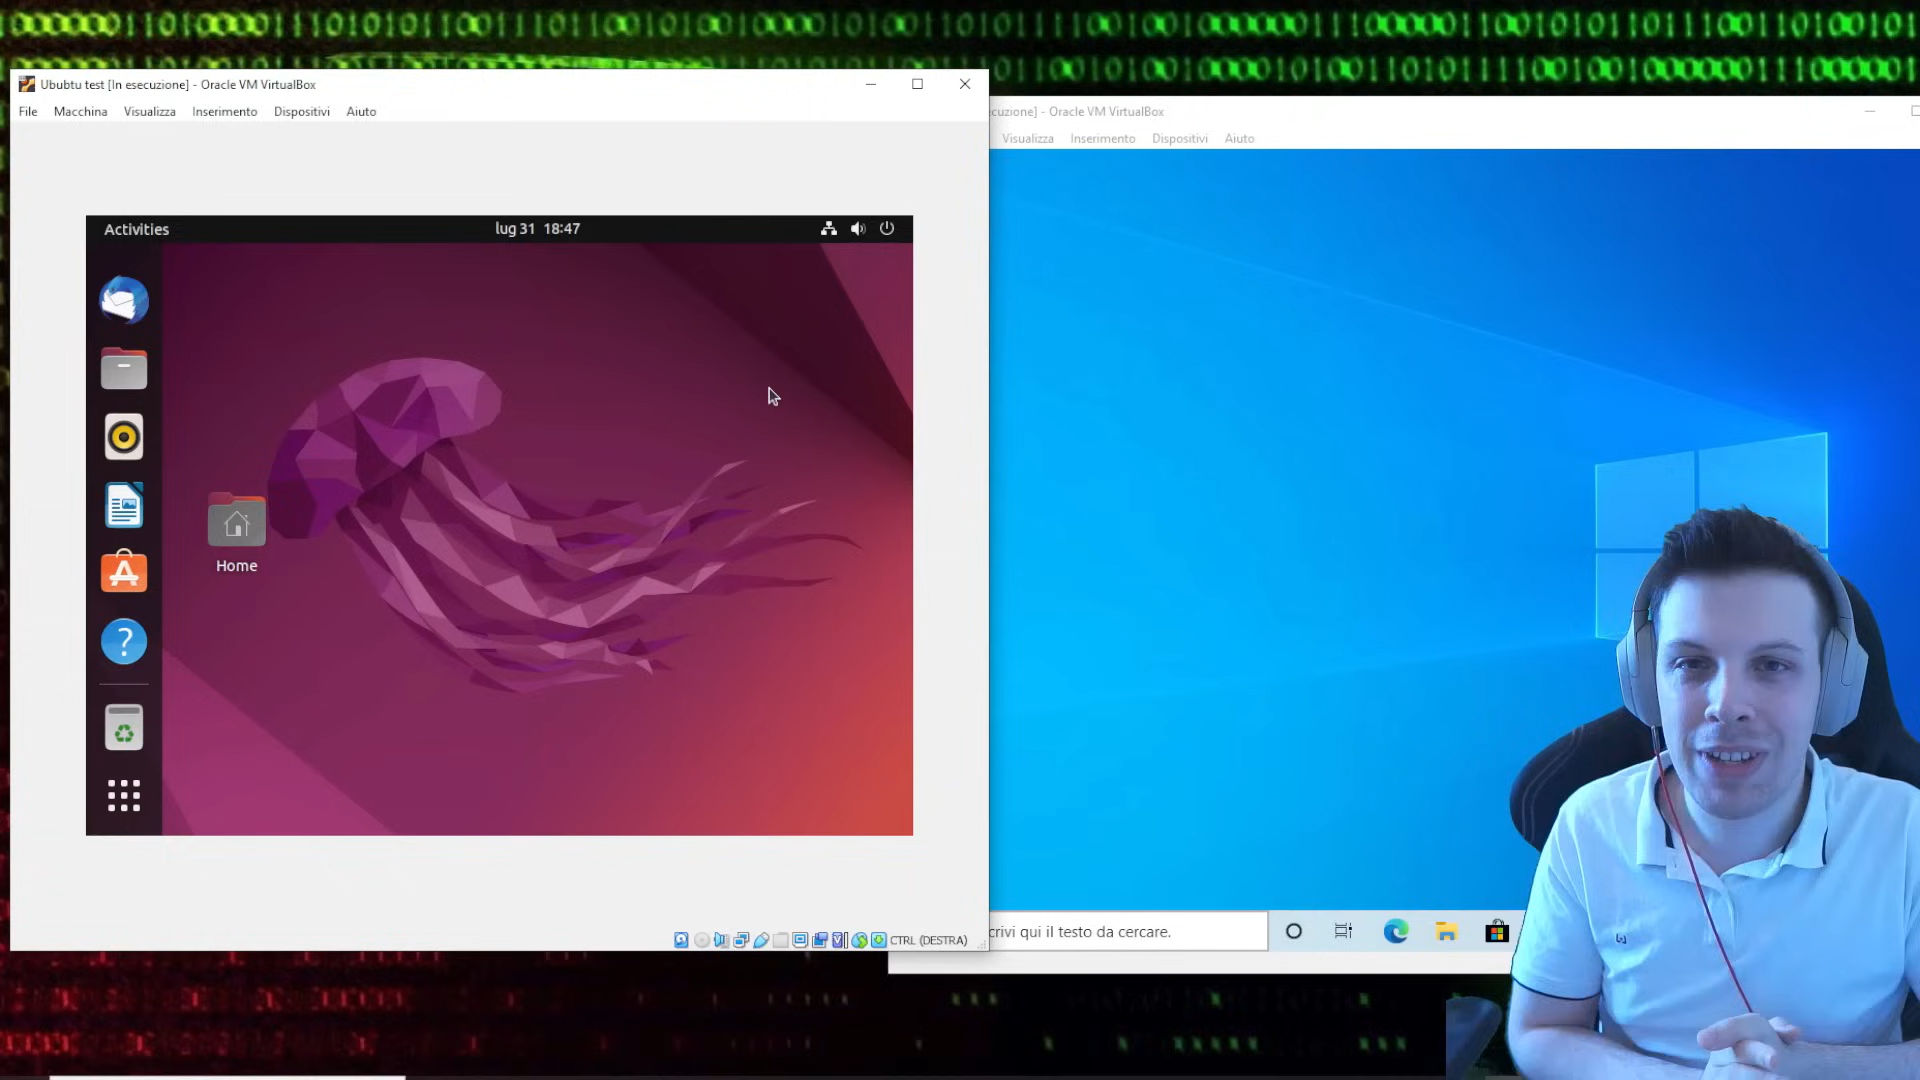 Ububtu test [In esecuzione] - Oracle VM VirtualBox
File Macchina Visualizza Inserimento Dispositivi Aiuto
cuzione] - Oracle VM VirtualBox
Visualizza Inserimento Dispositivi Aiuto
Activities lug 31 18:47
Home
crivi qui il testo da cercare.
CTRL (DESTRA)